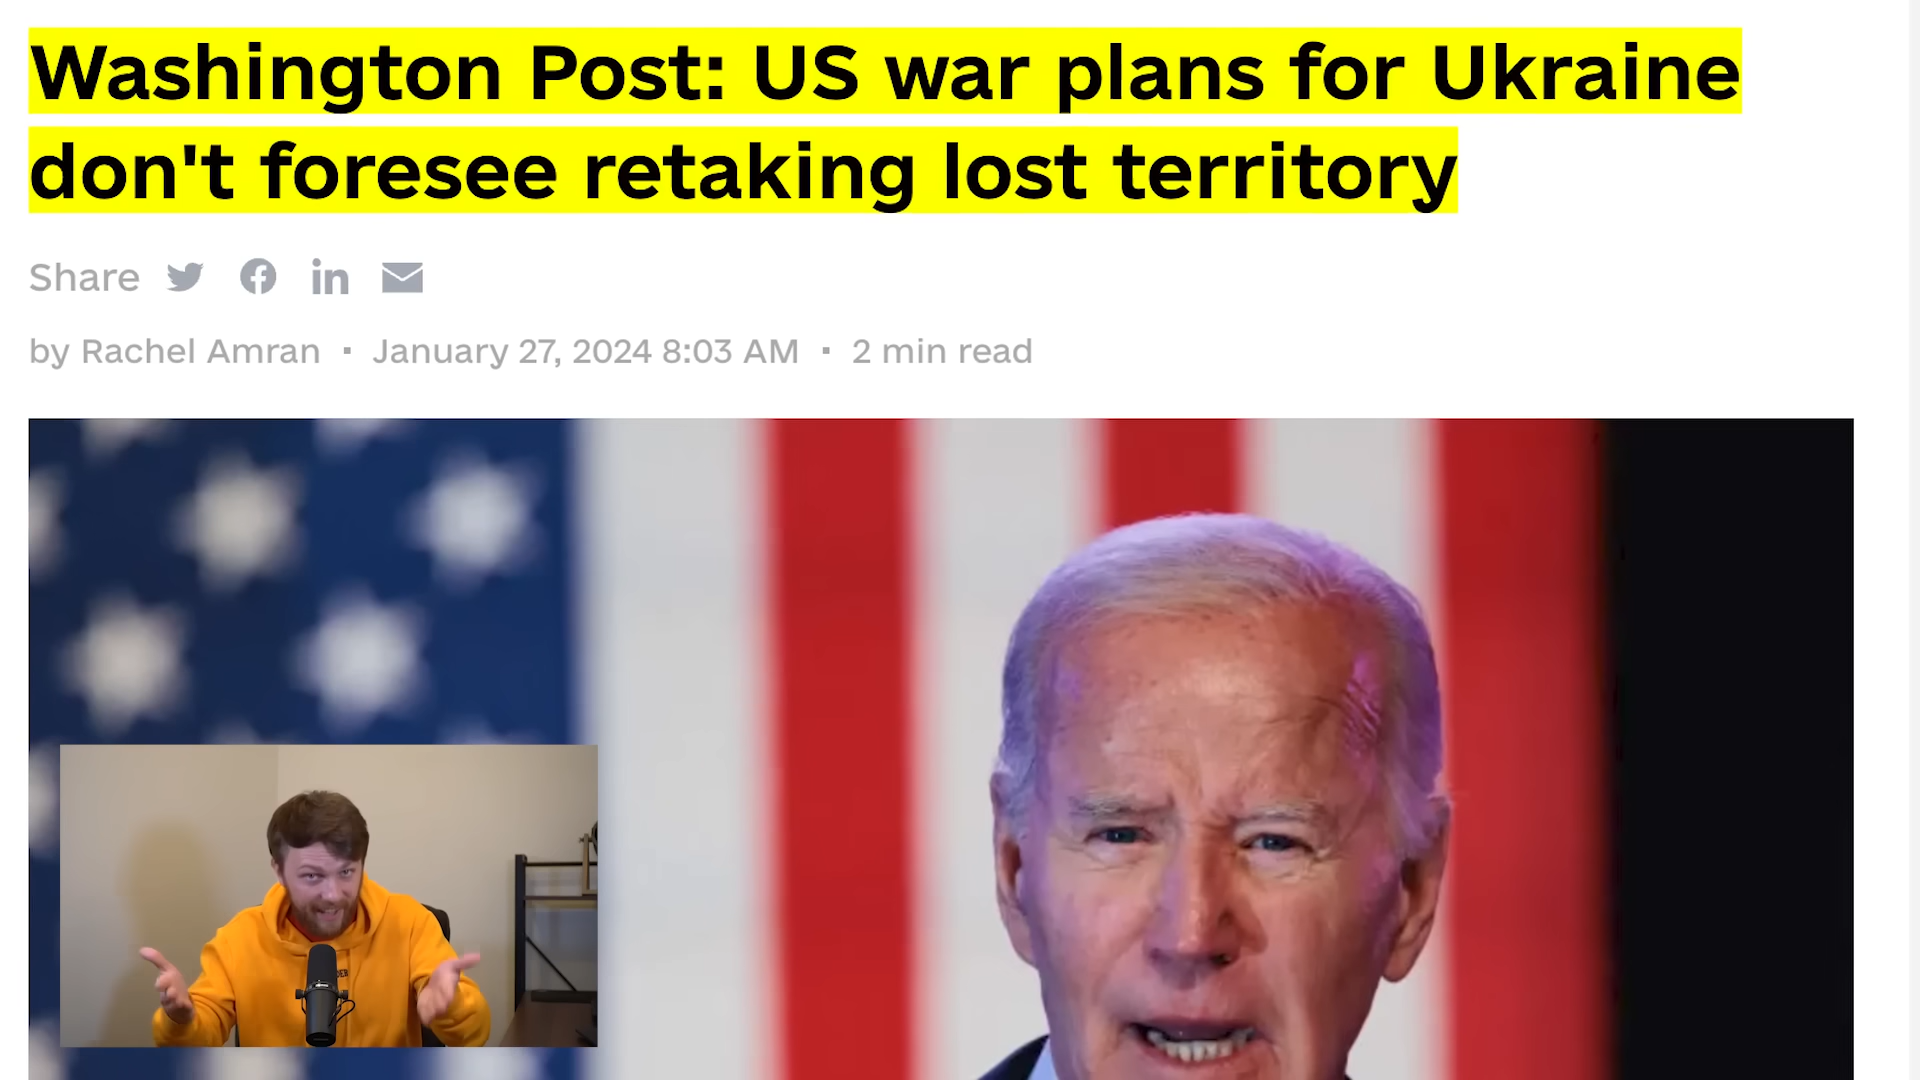 Washington Post: US war plans for Ukraine
don't foresee retaking lost territory
Share
by Rachel Amran ▪ January 27, 2024 8:03 AM ▪ 2 min read